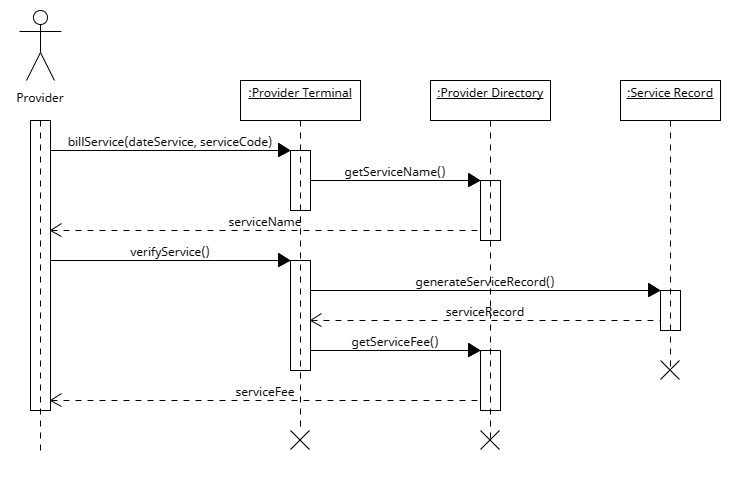 Provider
:Provider Terminal
:Provider Directory
:Service Record
billService(dateService, serviceCode)
getServiceName()
serviceName
verifyService()
generateServiceRecord()
serviceRecord
getServiceFee()
serviceFee